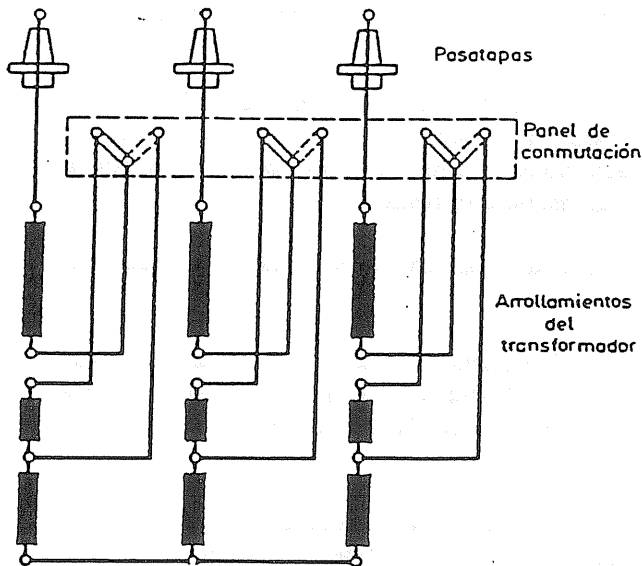 Pasatapas
Panel de
conmutación
Arrollamientos
del
transformador